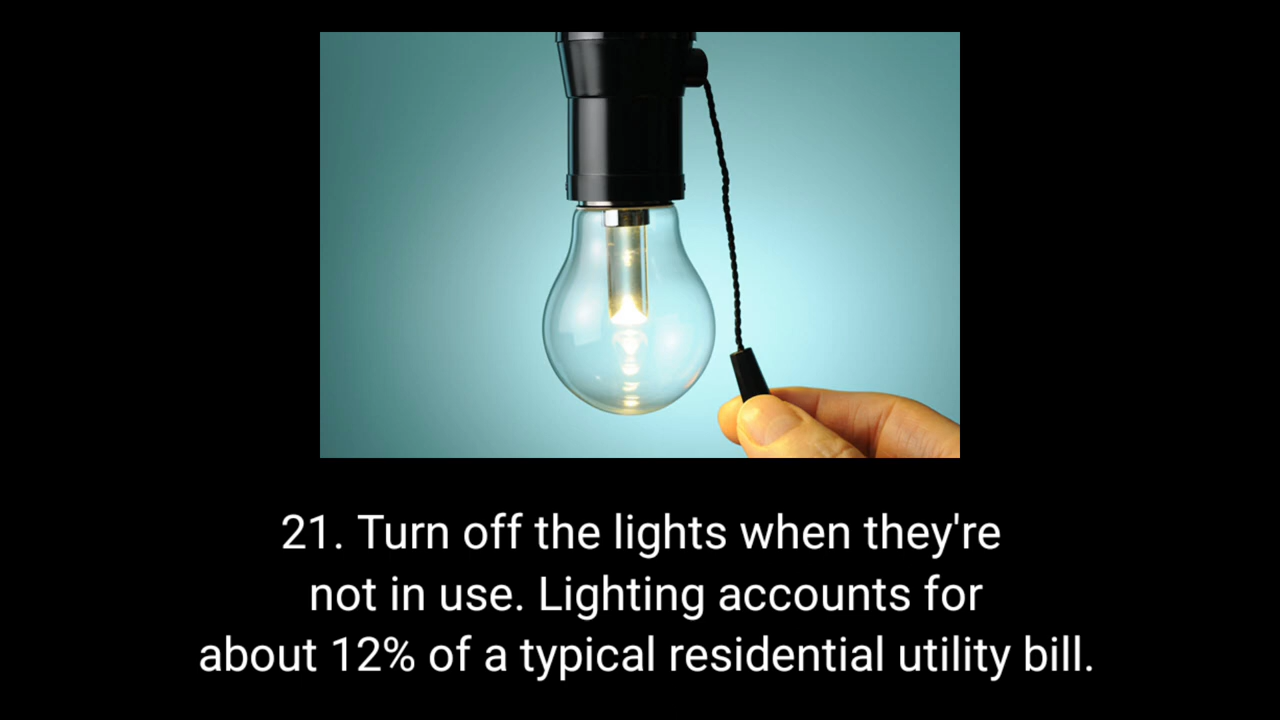 21. Turn off the lights when they're
not in use. Lighting accounts for
about 12% of a typical residential utility bill.